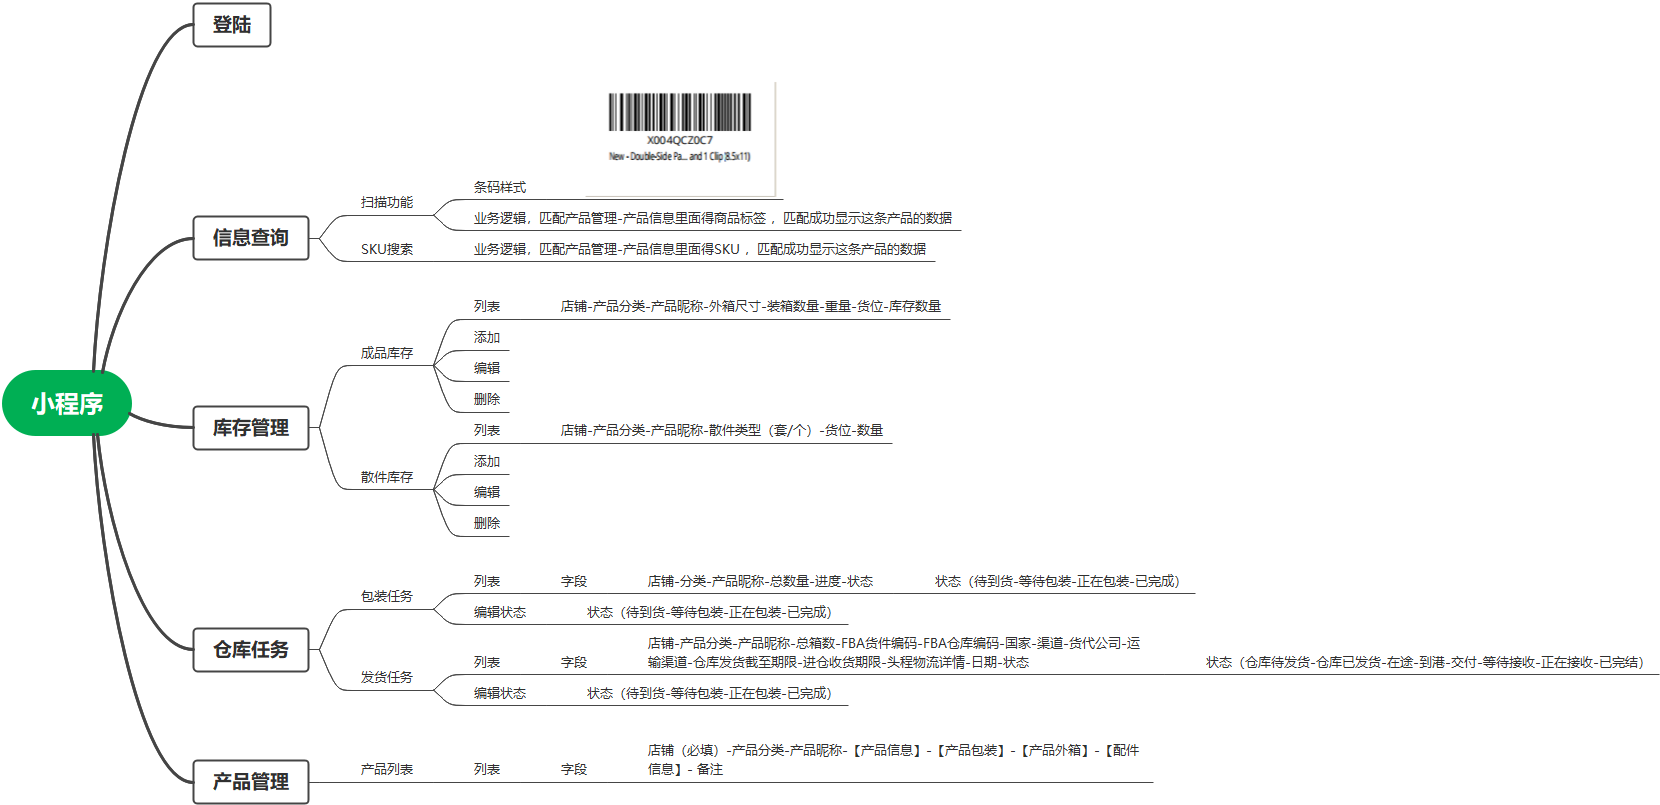 登陆
X004QCZ0C7
New - Double-Side Pa... and 1 Clip(8.5x11)
条码样式
扫描功能
业务逻辑，匹配产品管理-产品信息里面得商品标签 ，匹配成功显示这条产品的数据
信息查询
SKU搜索
业务逻辑，匹配产品管理-产品信息里面得SKU ，匹配成功显示这条产品的数据
列表
店铺-产品分类-产品昵称-外箱尺寸-装箱数量-重量-货位-库存数量
添加
成品库存
编辑
删除
小程序
库存管理
列表
店铺-产品分类-产品昵称-散件类型（套/个）-货位-数量
添加
散件库存
编辑
删除
列表
字段
店铺-分类-产品昵称-总数量-进度-状态
状态（待到货-等待包装-正在包装-已完成）
包装任务
编辑状态
状态（待到货-等待包装-正在包装-已完成）
仓库任务
店铺-产品分类-产品昵称-总箱数-FBA货件编码-FBA仓库编码-国家-渠道-货代公司-运
输渠道-仓库发货截至期限-进仓收货期限-头程物流详情-日期-状态
列表
字段
状态（仓库待发货-仓库已发货-在途-到港-交付-等待接收-正在接收-已完结）
发货任务
编辑状态
状态（待到货-等待包装-正在包装-已完成）
产品管理
产品列表
列表
字段
店铺（必填）-产品分类-产品昵称-【产品信息】-【产品包装】-【产品外箱】-【配件
信息】- 备注